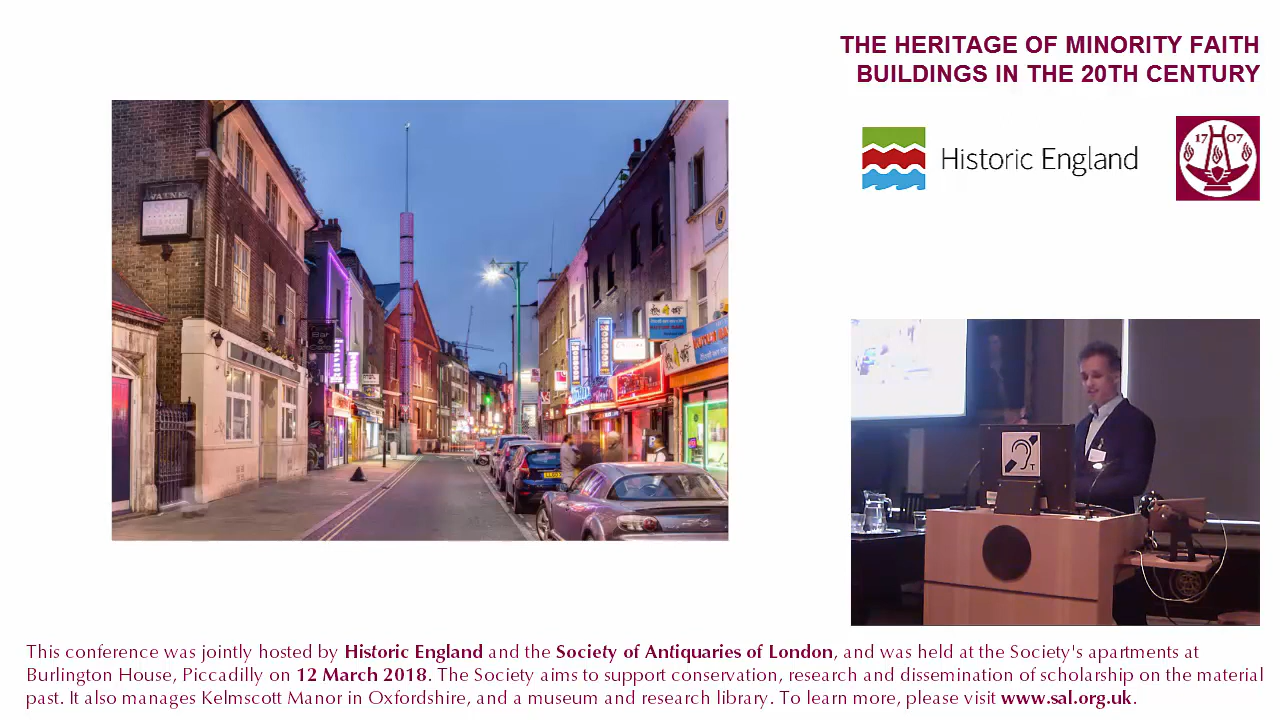 THE HERITAGE OF MINORITY FAITH
BUILDINGS IN THE 20TH CENTURY
17 07
Historic England
T
This conference was jointly hosted by Historic England and the Society of Antiquaries of London, and was held at the Society's apartments at
Burlington House, Piccadilly on 12 March 2018. The Society aims to support conservation, research and dissemination of scholarship on the material
past. It also manages Kelmscott Manor in Oxfordshire, and a museum and research library. To learn more, please visit www.sal.org.uk.